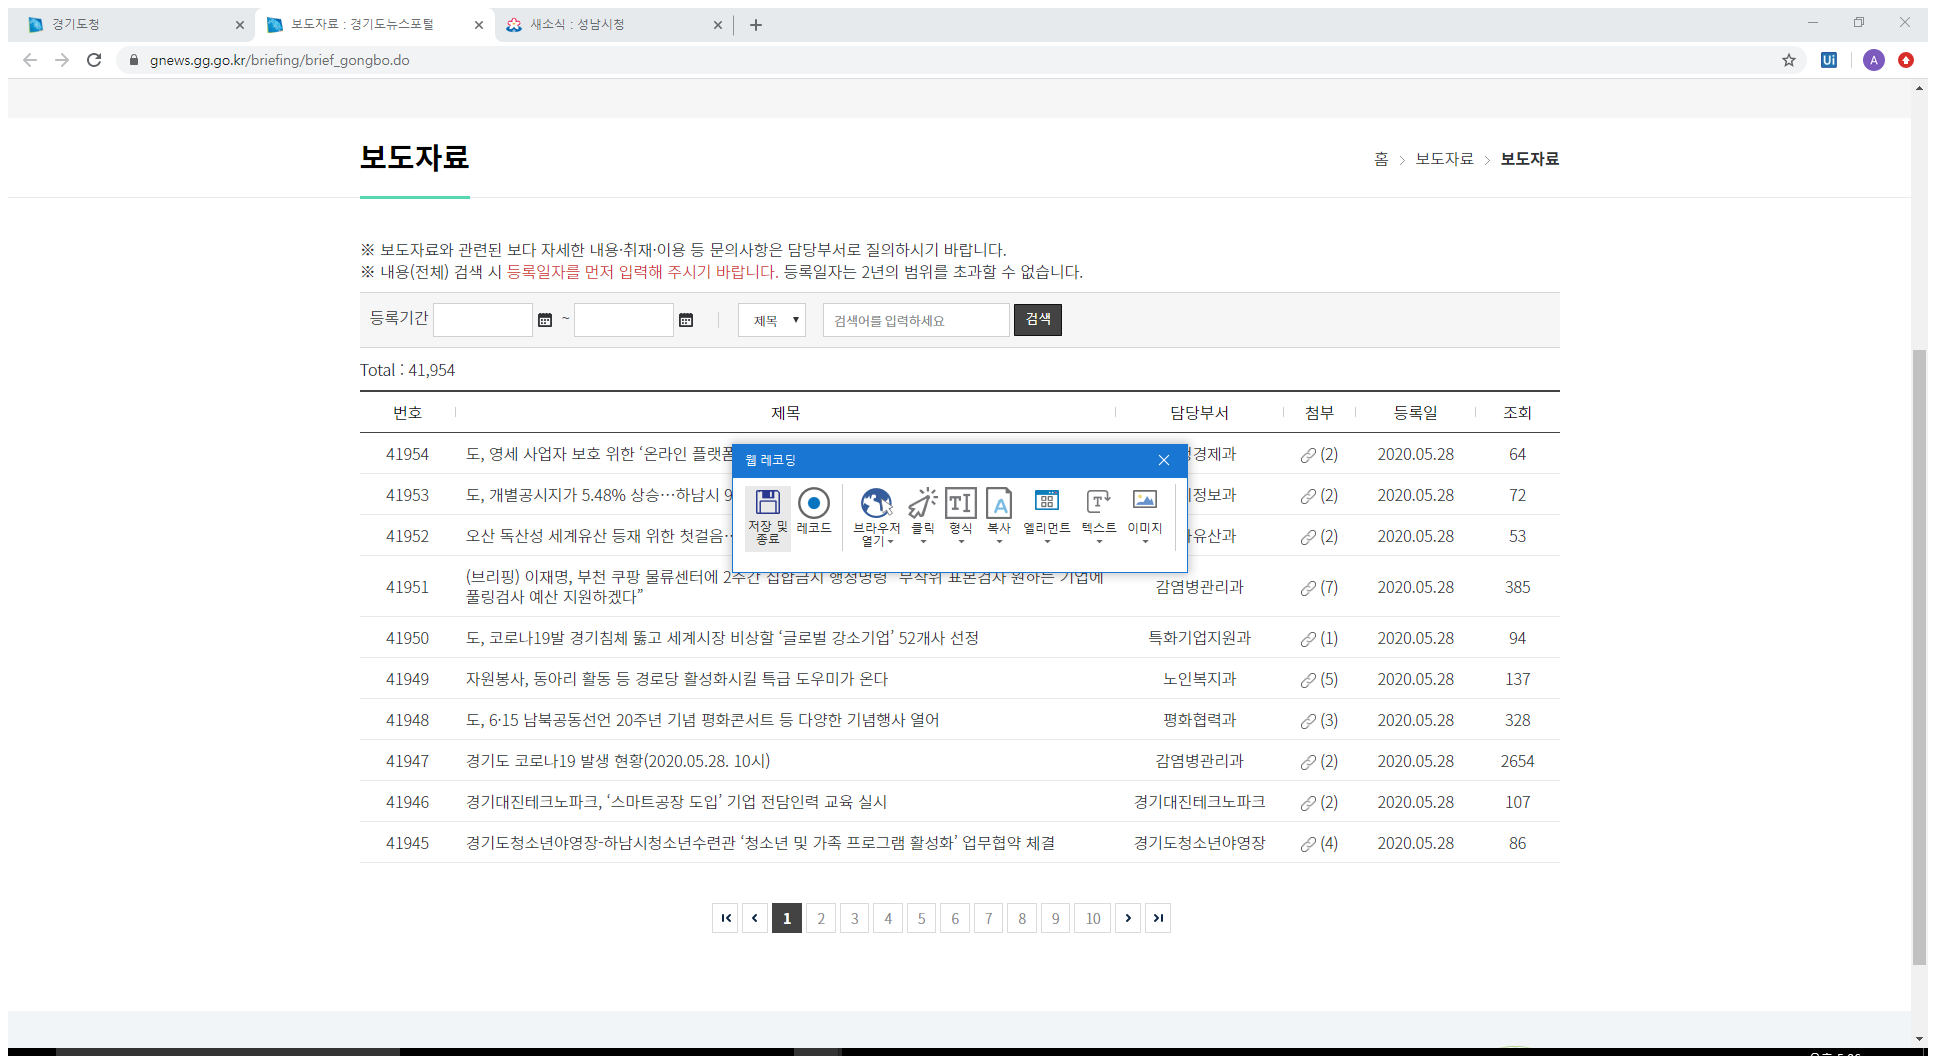 경기도청
보도자료 : 경기도뉴스포털
새소식 : 성남시청
gnews.gg.go.kr/briefing/brief_gongbo.do
Ui
A
보도자료
홈 > 보도자료 > 보도자료
※ 보도자료와 관련된 보다 자세한 내용·취재·이용 등 문의사항은 담당부서로 질의하시기 바랍니다.
※ 내용(전체) 검색 시 등록일자를 먼저 입력해 주시기 바랍니다. 등록일자는 2년의 범위를 초과할 수 없습니다.
등록기간 ~ 제목 검색어를 입력하세요 검색
Total : 41,954
번호 제목 담당부서 첨부 등록일 조회
41954 도, 영세 사업자 보호 위한 ‘온라인 플랫폼 경제과 (2) 2020.05.28 64
41953 도, 개별공시지가 5.48% 상승…하남시 9 정보과 (2) 2020.05.28 72
41952 오산 독산성 세계유산 등재 위한 첫걸음… 유산과 (2) 2020.05.28 53
41951 (브리핑) 이재명, 부천 쿠팡 물류센터에 2주간 집합금지 행정명령 “무작위 표본검사 원하는 기업에
풀링검사 예산 지원하겠다” 감염병관리과 (7) 2020.05.28 385
41950 도, 코로나19발 경기침체 뚫고 세계시장 비상할 ‘글로벌 강소기업’ 52개사 선정 특화기업지원과 (1) 2020.05.28 94
41949 자원봉사, 동아리 활동 등 경로당 활성화시킬 특급 도우미가 온다 노인복지과 (5) 2020.05.28 137
41948 도, 6·15 남북공동선언 20주년 기념 평화콘서트 등 다양한 기념행사 열어 평화협력과 (3) 2020.05.28 328
41947 경기도 코로나19 발생 현황(2020.05.28. 10시) 감염병관리과 (2) 2020.05.28 2654
41946 경기대진테크노파크, ‘스마트공장 도입’ 기업 전담인력 교육 실시 경기대진테크노파크 (2) 2020.05.28 107
41945 경기도청소년야영장-하남시청소년수련관 ‘청소년 및 가족 프로그램 활성화’ 업무협약 체결 경기도청소년야영장 (4) 2020.05.28 86
웹 레코딩
저장 및 종료
레코드
브라우저 열기
클릭
형식
복사
엘리먼트
텍스트
이미지
1 2 3 4 5 6 7 8 9 10